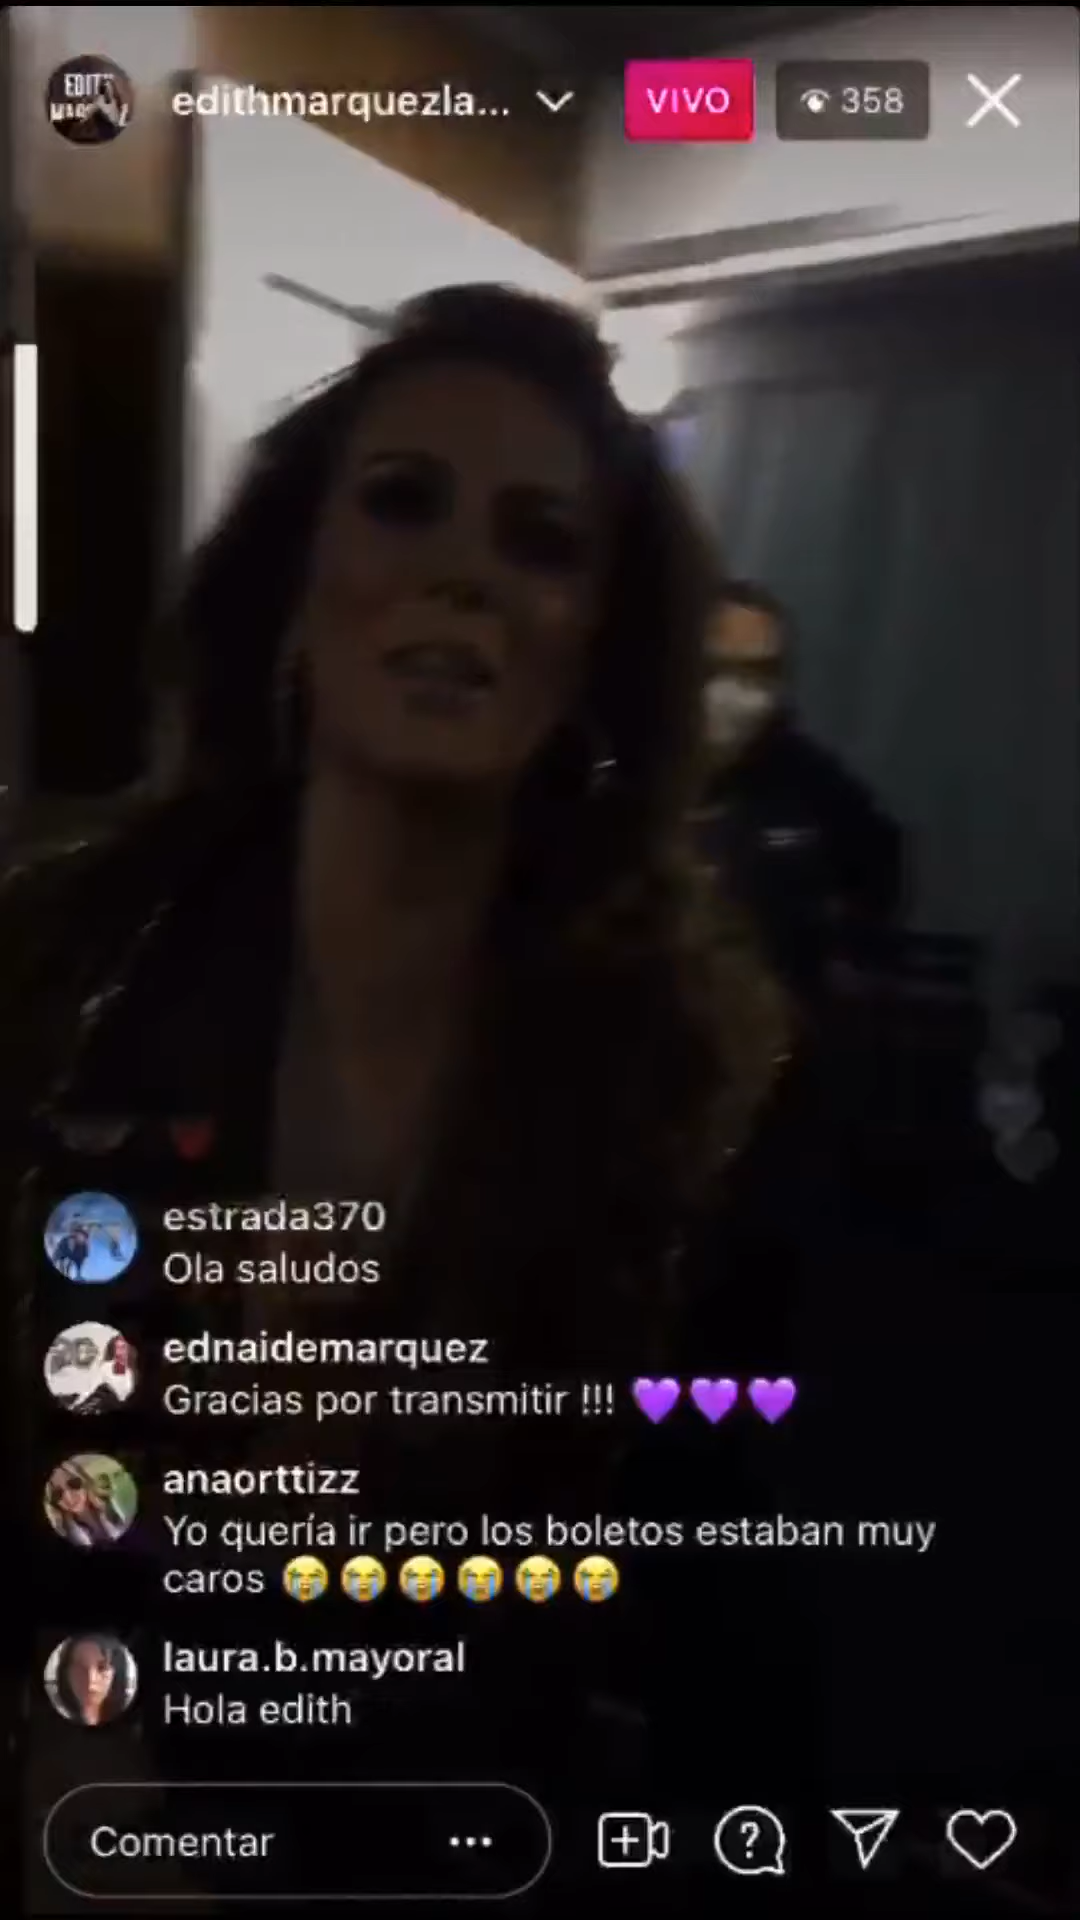 EDITH
edithmarquezla...
VIVO
358
estrada370
Ola saludos
ednaidemarquez
Gracias por transmitir !!! 💜💜💜
anaorttizz
Yo quería ir pero los boletos estaban muy
caros 😭😭😭😭😭😭
laura.b.mayoral
Hola edith
Comentar